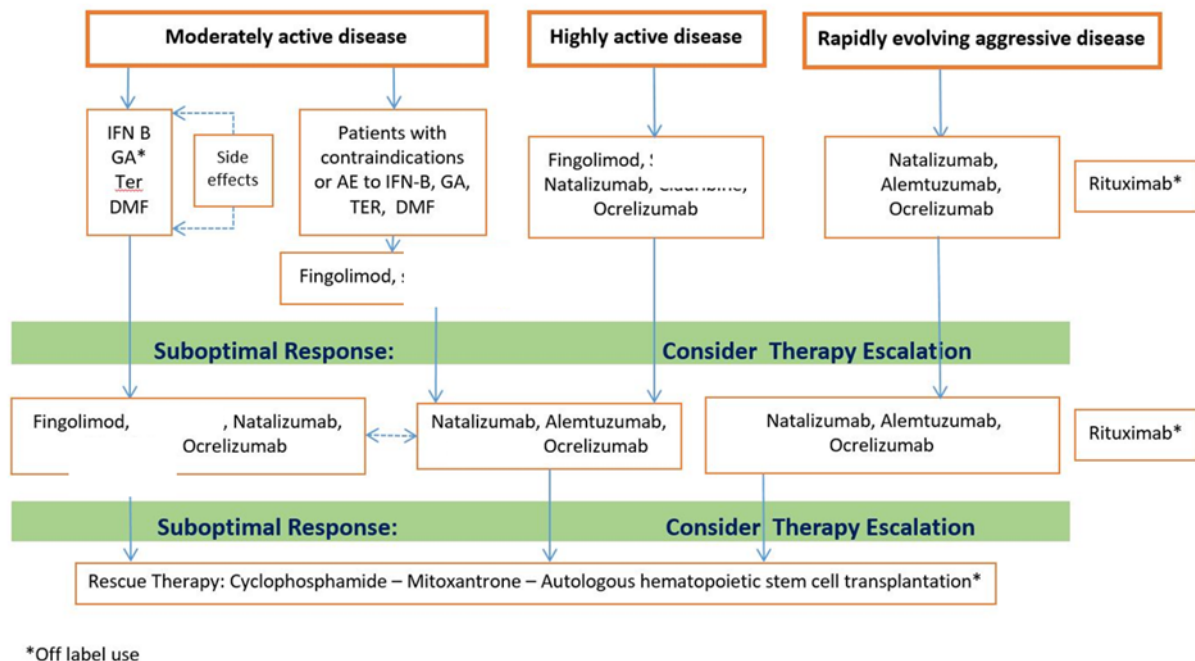 Moderately active disease
Highly active disease
Rapidly evolving aggressive disease
IFN B
GA*
Ter
DMF
Side
effects
Patients with
contraindications
or AE to IFN-B, GA,
TER, DMF
Fingolimod,
Natalizumab,
Ocrelizumab
Natalizumab,
Alemtuzumab,
Ocrelizumab
Rituximab*
Fingolimod,
Suboptimal Response: Consider Therapy Escalation
Fingolimod, , Natalizumab,
Ocrelizumab
Natalizumab, Alemtuzumab,
Ocrelizumab
Natalizumab, Alemtuzumab,
Ocrelizumab
Rituximab*
Suboptimal Response: Consider Therapy Escalation
Rescue Therapy: Cyclophosphamide – Mitoxantrone – Autologous hematopoietic stem cell transplantation*
*Off label use